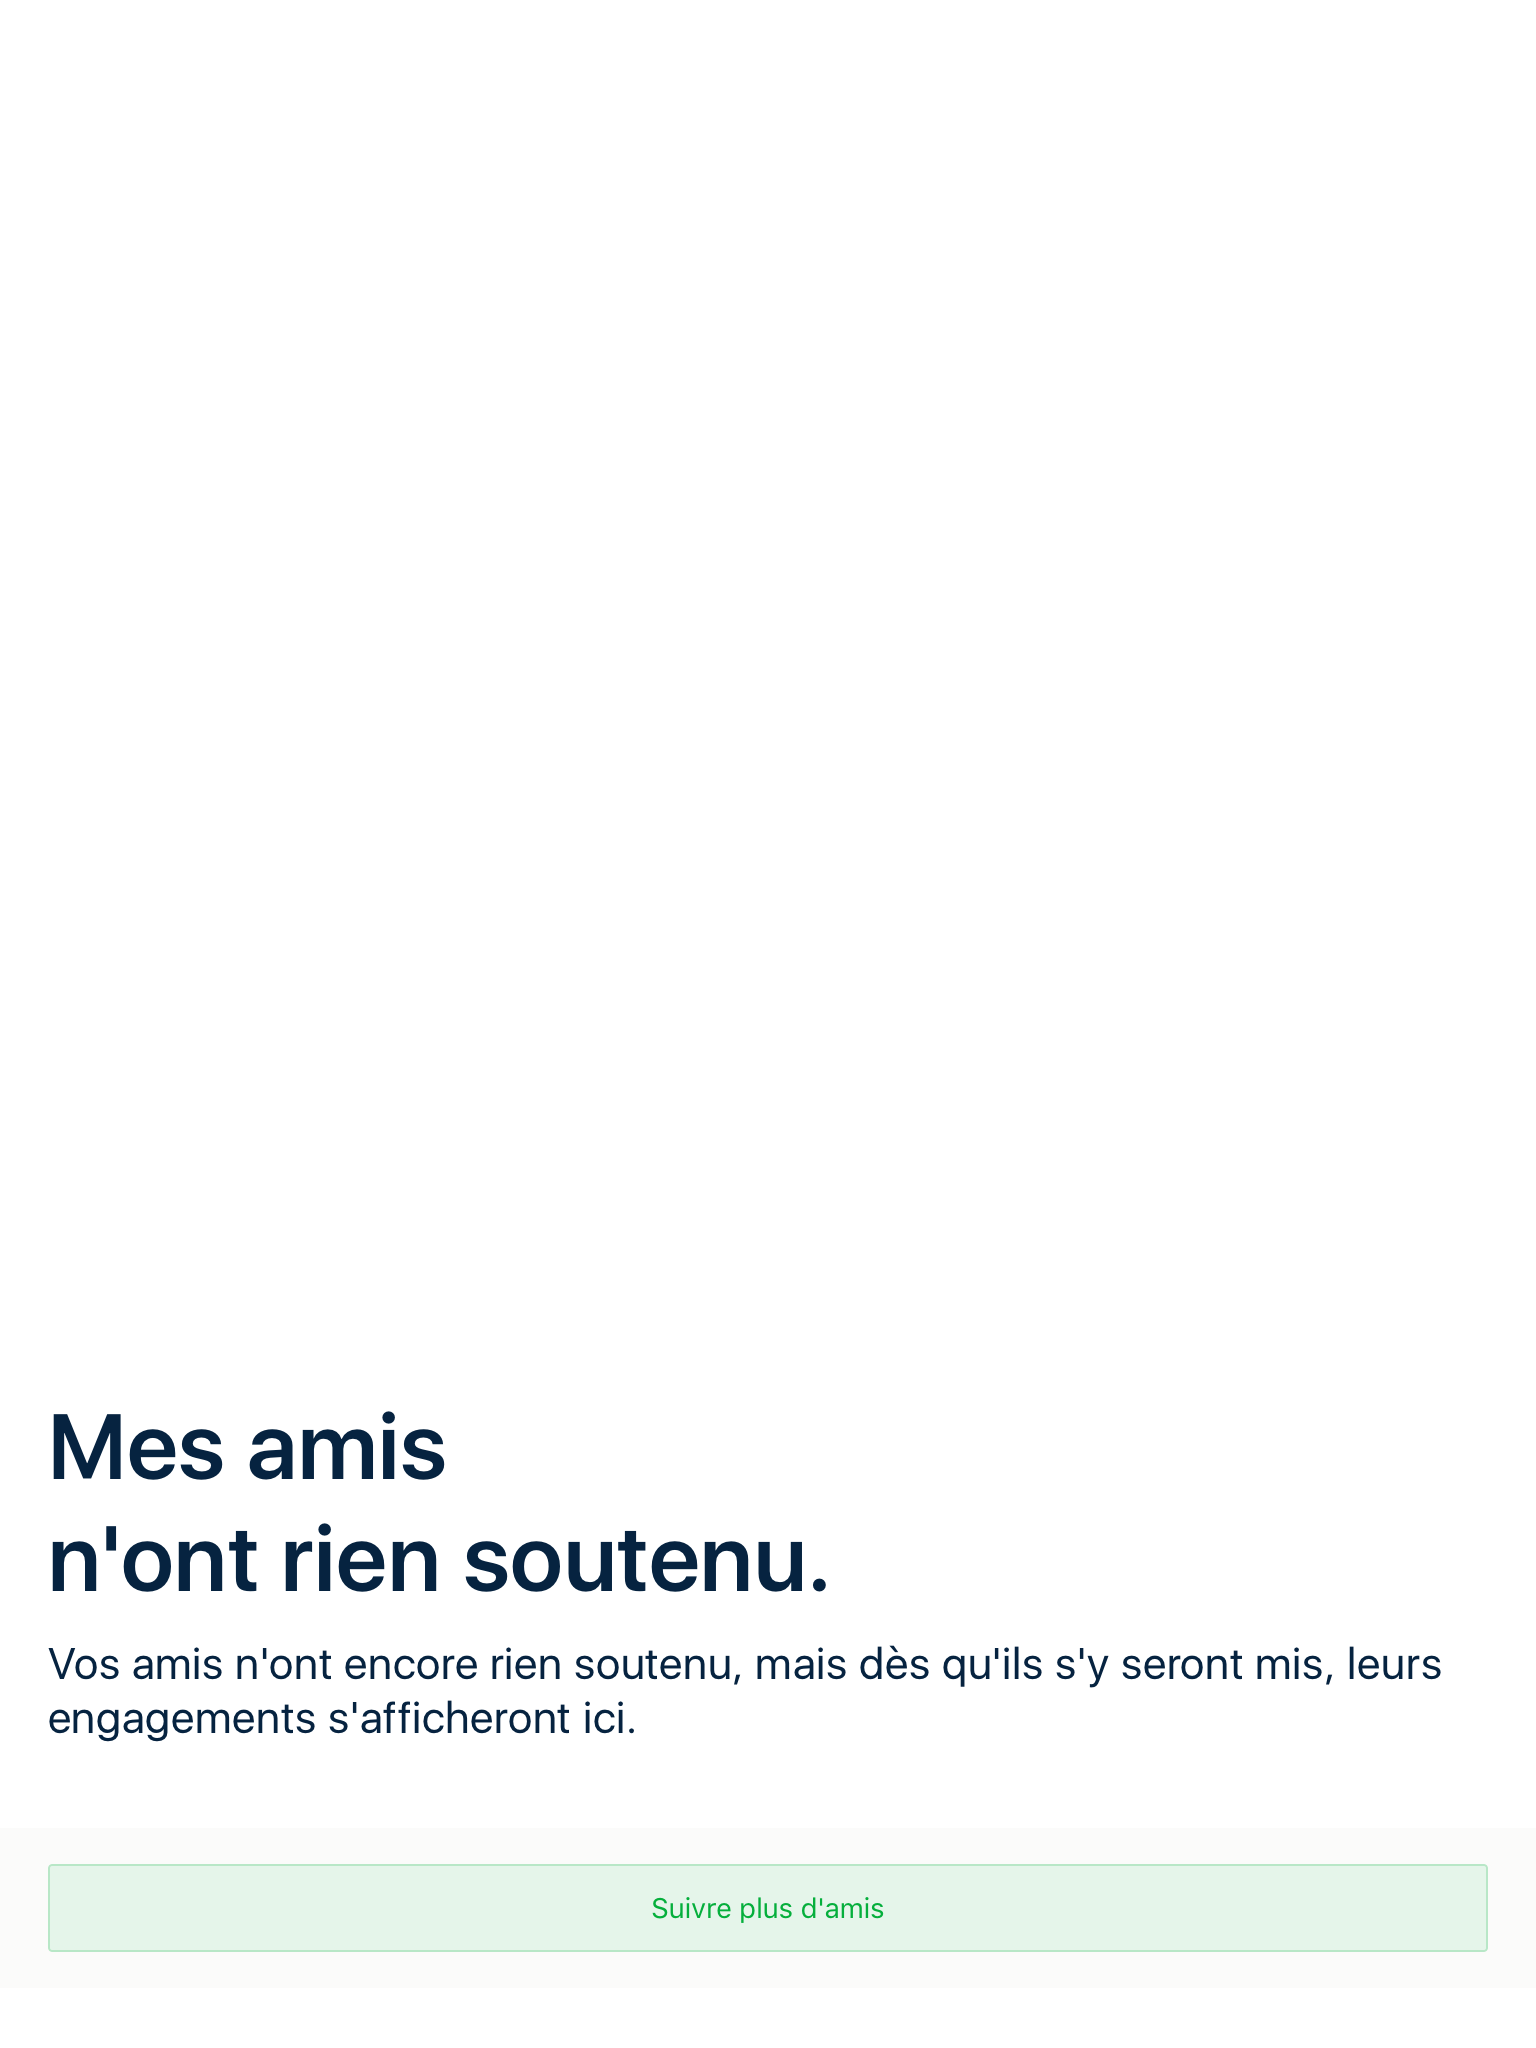 Mes amis
n'ont rien soutenu.
Vos amis n'ont encore rien soutenu, mais dès qu'ils s'y seront mis, leurs
engagements s'afficheront ici.
Suivre plus d'amis